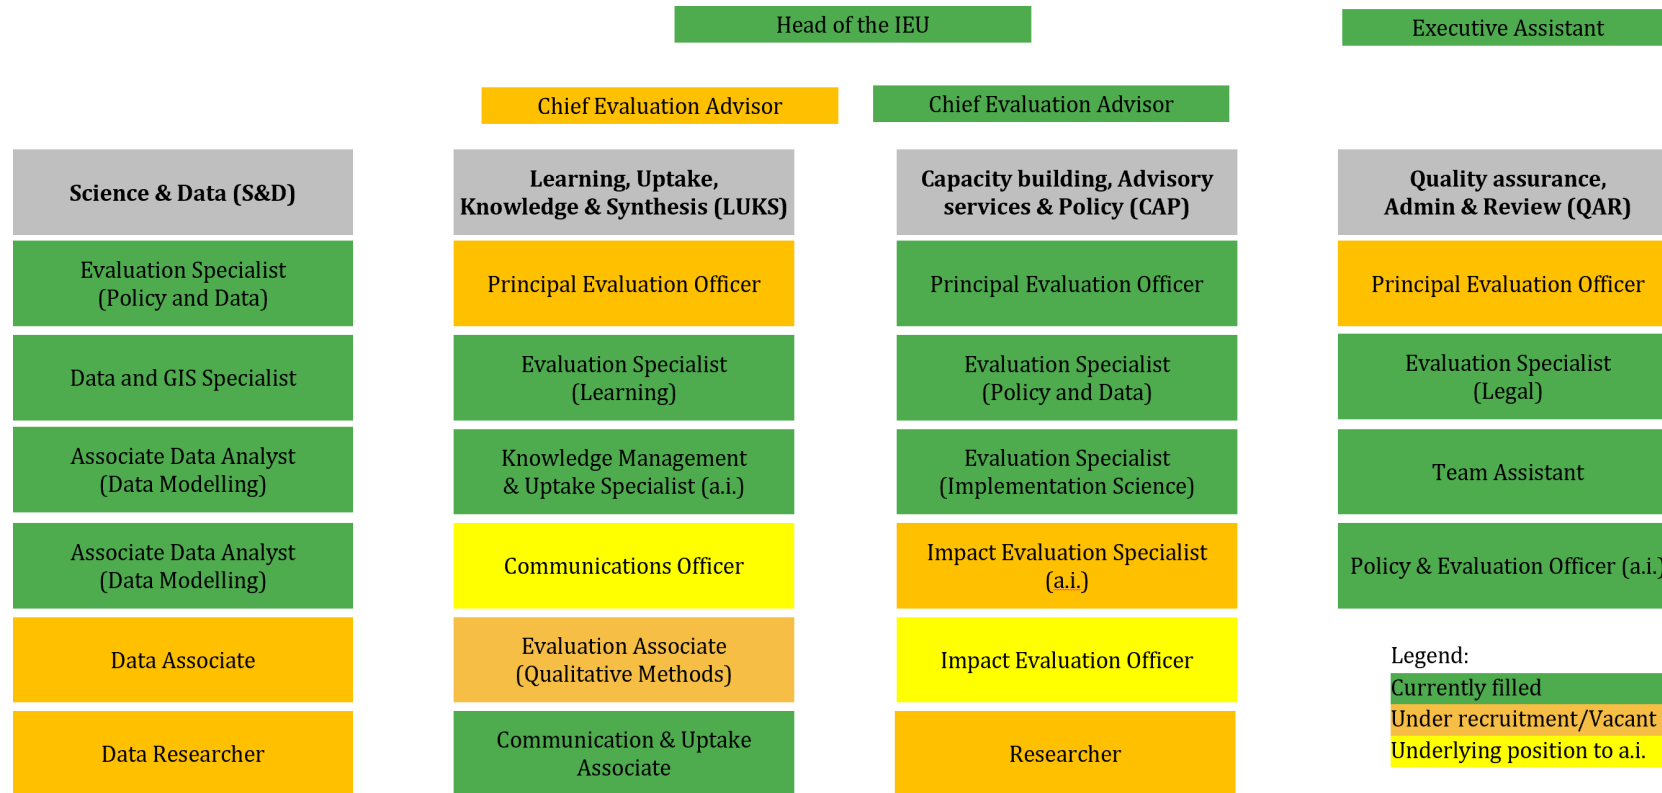 Head of the IEU
Executive Assistant
Chief Evaluation Advisor
Chief Evaluation Advisor
Science & Data (S&D)
Evaluation Specialist
(Policy and Data)
Data and GIS Specialist
Associate Data Analyst
(Data Modelling)
Associate Data Analyst
(Data Modelling)
Data Associate
Data Researcher
Learning, Uptake,
Knowledge & Synthesis (LUKS)
Principal Evaluation Officer
Evaluation Specialist
(Learning)
Knowledge Management
& Uptake Specialist (a.i.)
Communications Officer
Evaluation Associate
(Qualitative Methods)
Communication & Uptake
Associate
Capacity building, Advisory
services & Policy (CAP)
Principal Evaluation Officer
Evaluation Specialist
(Policy and Data)
Evaluation Specialist
(Implementation Science)
Impact Evaluation Specialist
(a.i.)
Impact Evaluation Officer
Researcher
Quality assurance,
Admin & Review (QAR)
Principal Evaluation Officer
Evaluation Specialist
(Legal)
Team Assistant
Policy & Evaluation Officer (a.i.)
Legend:
Currently filled
Under recruitment/Vacant
Underlying position to a.i.